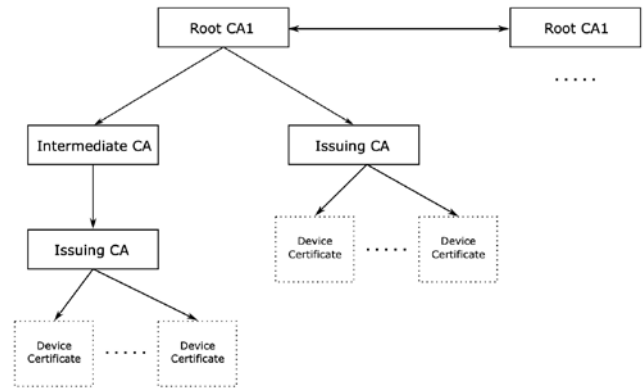 Root CA1
Root CA1
.....
Intermediate CA
Issuing CA
Device
Certificate
.....
Device
Certificate
Issuing CA
Device
Certificate
.....
Device
Certificate